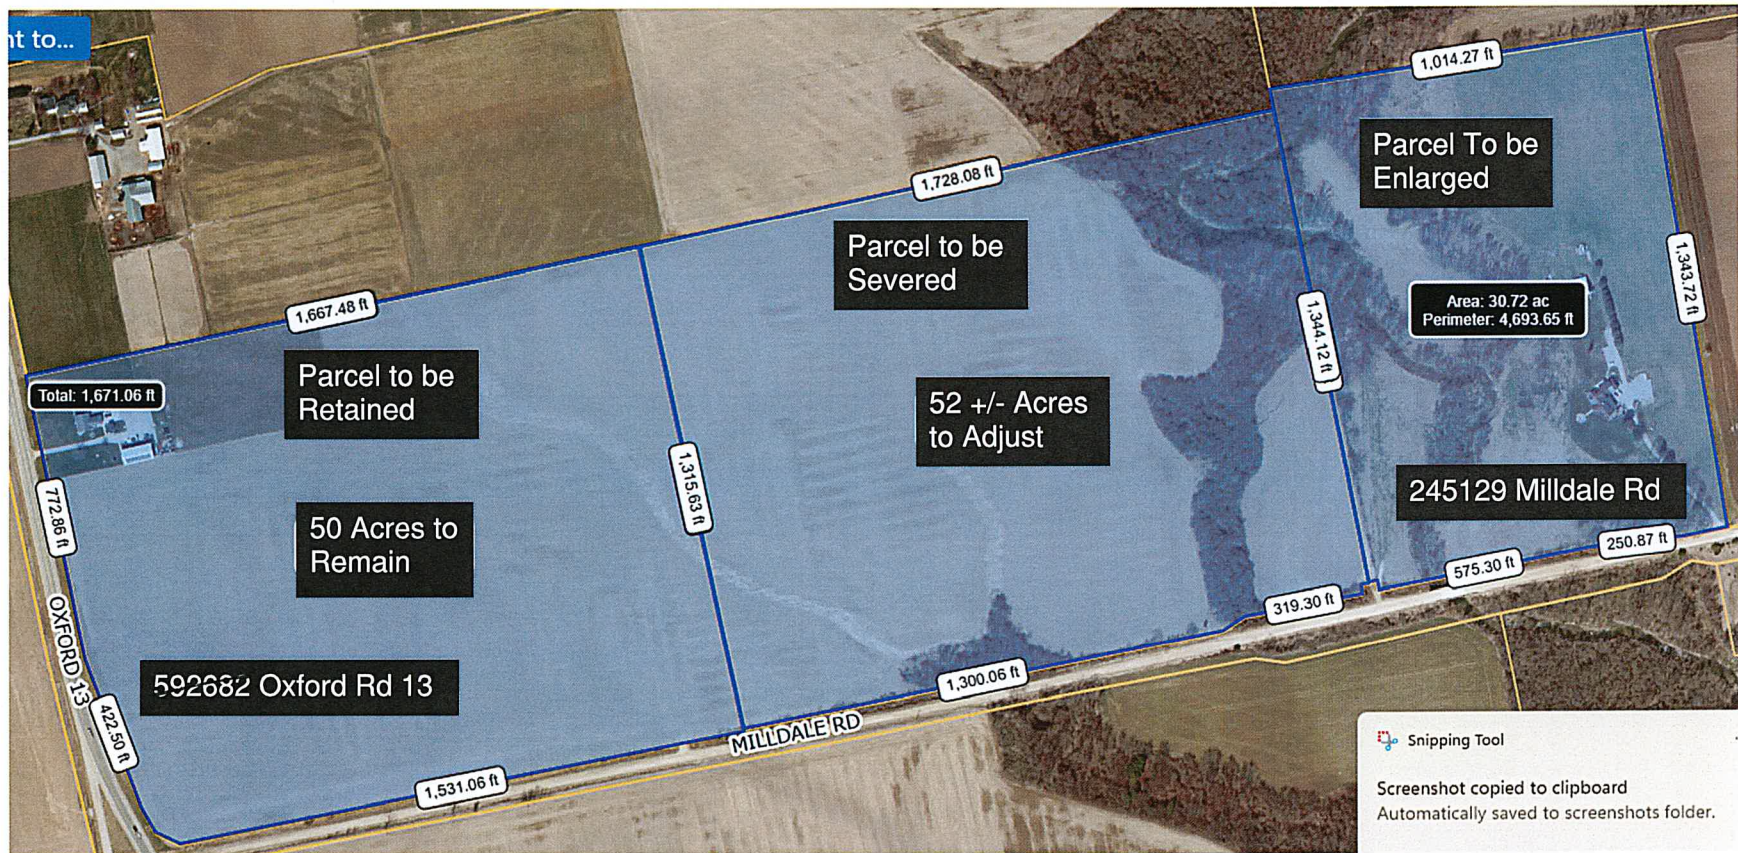 nt to...
1,014.27 ft
Parcel To be
Enlarged
1,728.08 ft
Parcel to be
Severed
1,343.72 ft
Area: 30.72 ac
Perimeter: 4,693.65 ft
1,667.48 ft
1,344.12 ft
Parcel to be
Retained
Total: 1,671.06 ft
52 +/- Acres
to Adjust
1,315.63 ft
245129 Milldale Rd
772.86 ft
50 Acres to
Remain
250.87 ft
575.30 ft
319.30 ft
OXFORD 13
592682 Oxford Rd 13
1,300.06 ft
422.50 ft
MILLDALE RD
1,531.06 ft
Snipping Tool
Screenshot copied to clipboard
Automatically saved to screenshots folder.